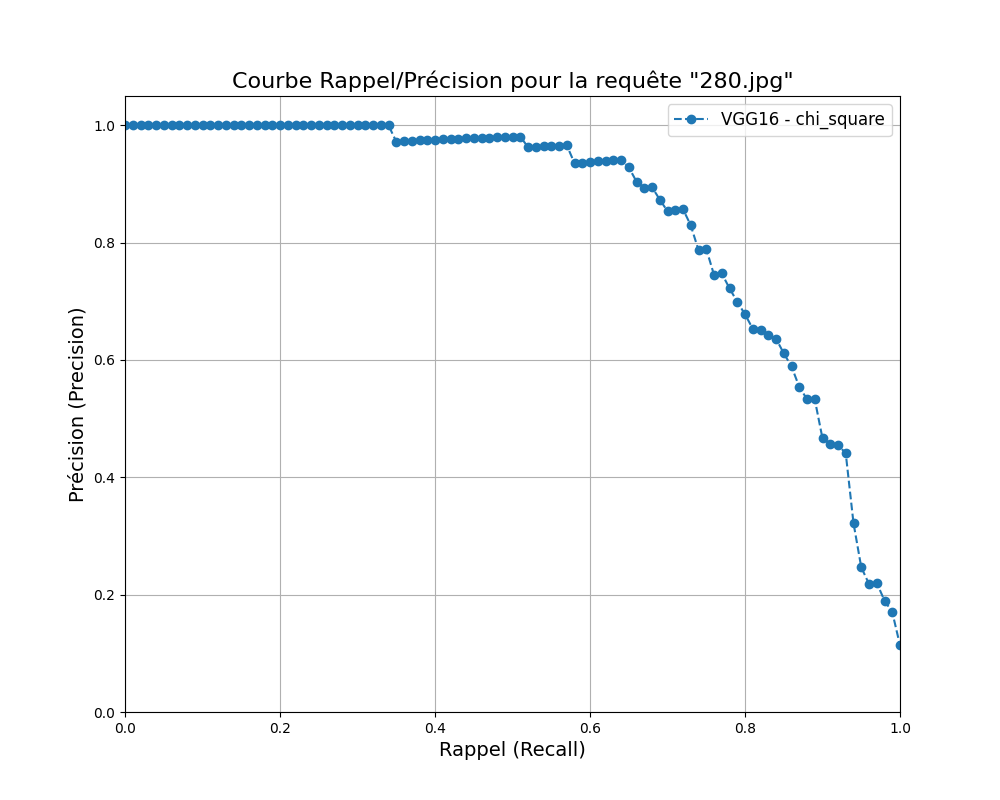 Courbe Rappel/Précision pour la requête "280.jpg"
VGG16 - chi_square
Précision (Precision)
1.0
0.8
0.6
0.4
0.2
0.0
0.0 0.2 0.4 0.6 0.8 1.0
Rappel (Recall)